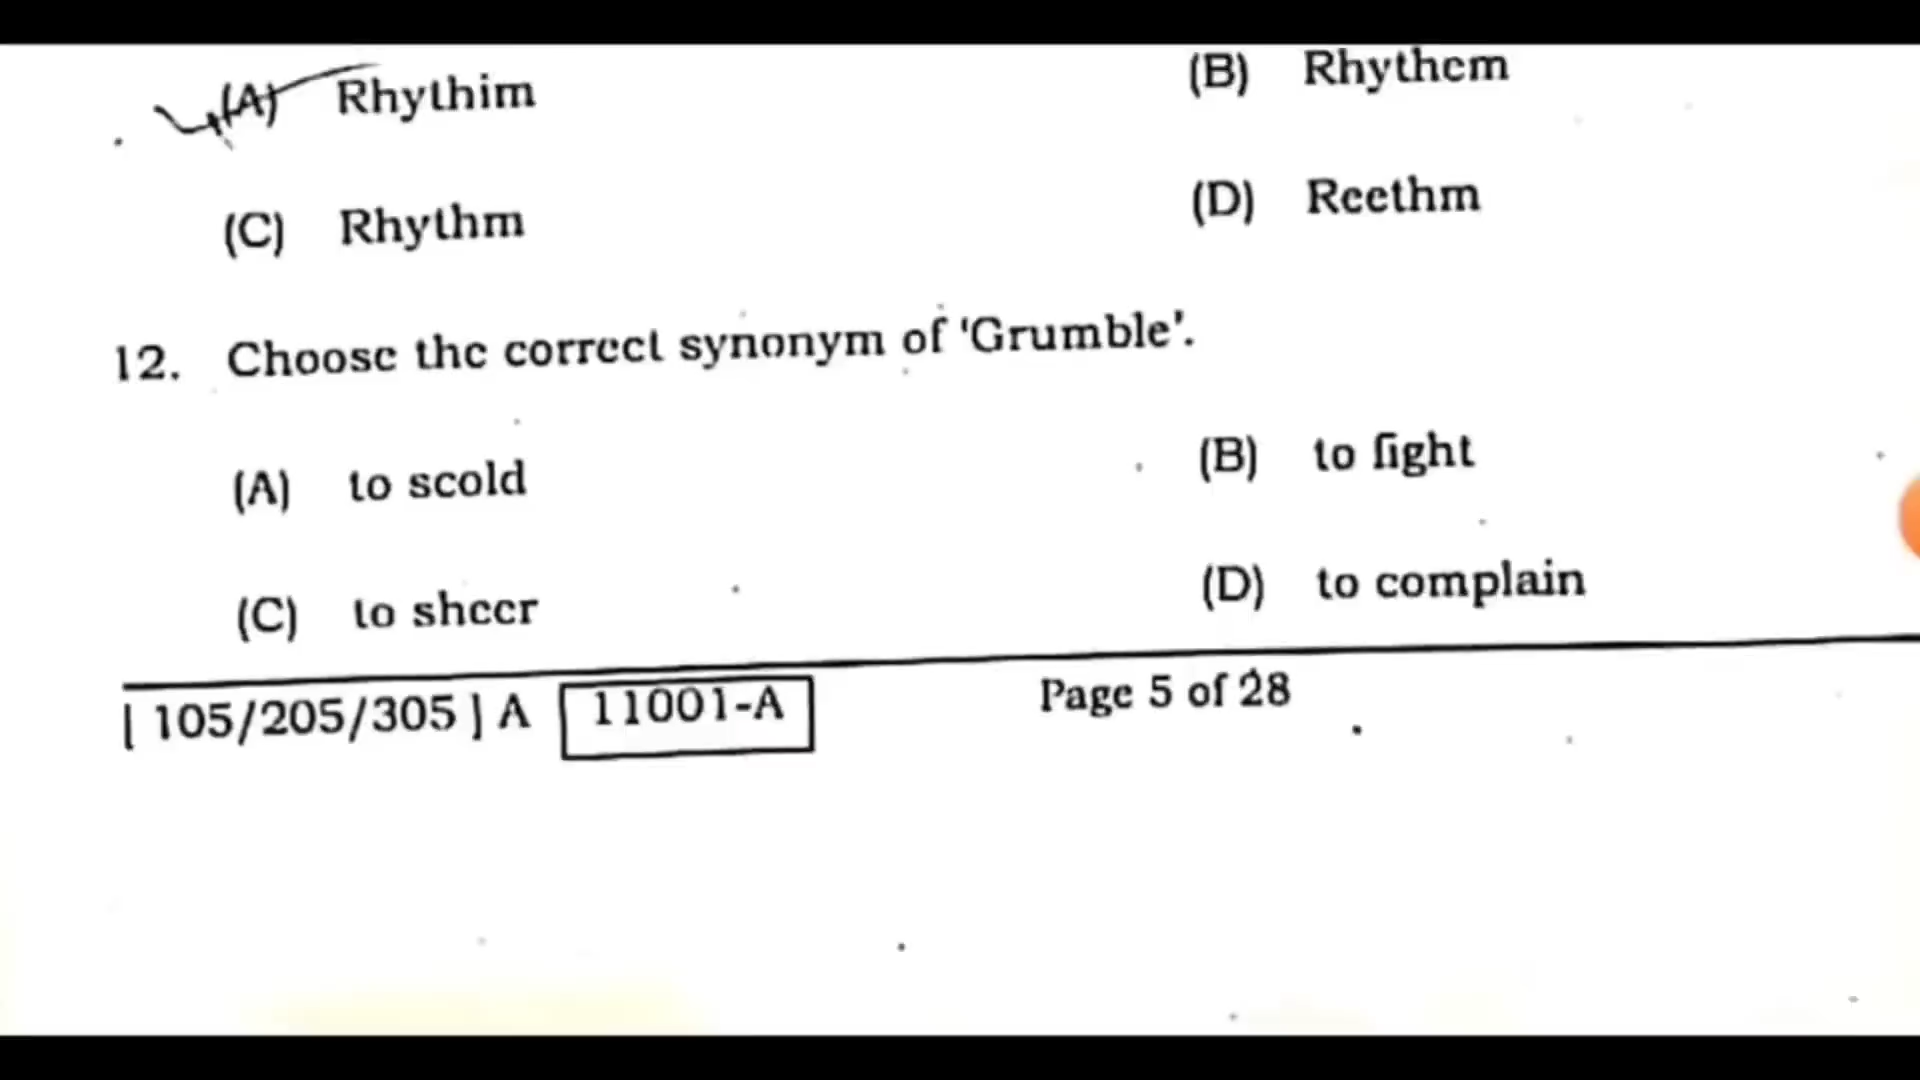 (A) Rhythim (B) Rhythem
(C) Rhythm (D) Reethm
12. Choose the correct synonym of 'Grumble'.
(A) to scold (B) to fight
(C) to sheer (D) to complain
[ 105/205/305 ] A 11001-A Page 5 of 28